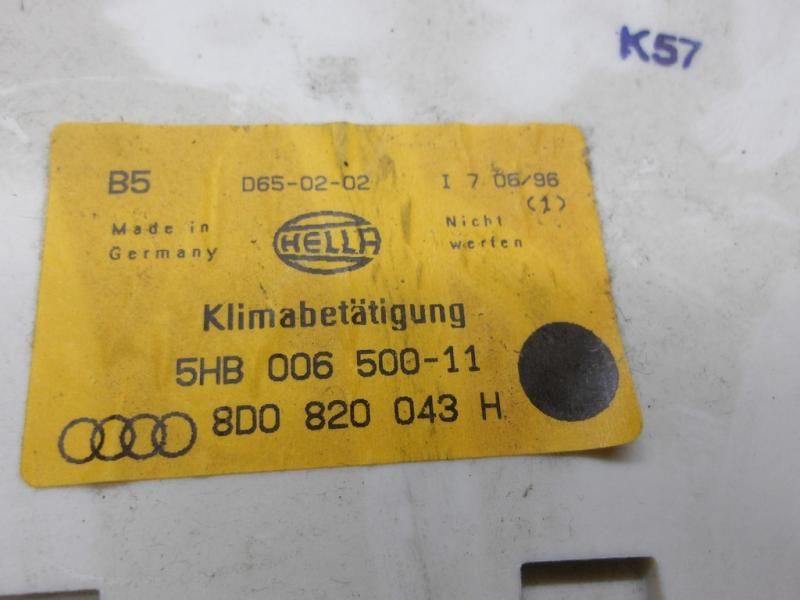 K57
B5 D65-02-02 I 7 06/96
(1)
Made in Germany
HELLA
Nicht werfen
Klimabetätigung
5HB 006 500-11
8D0 820 043 H